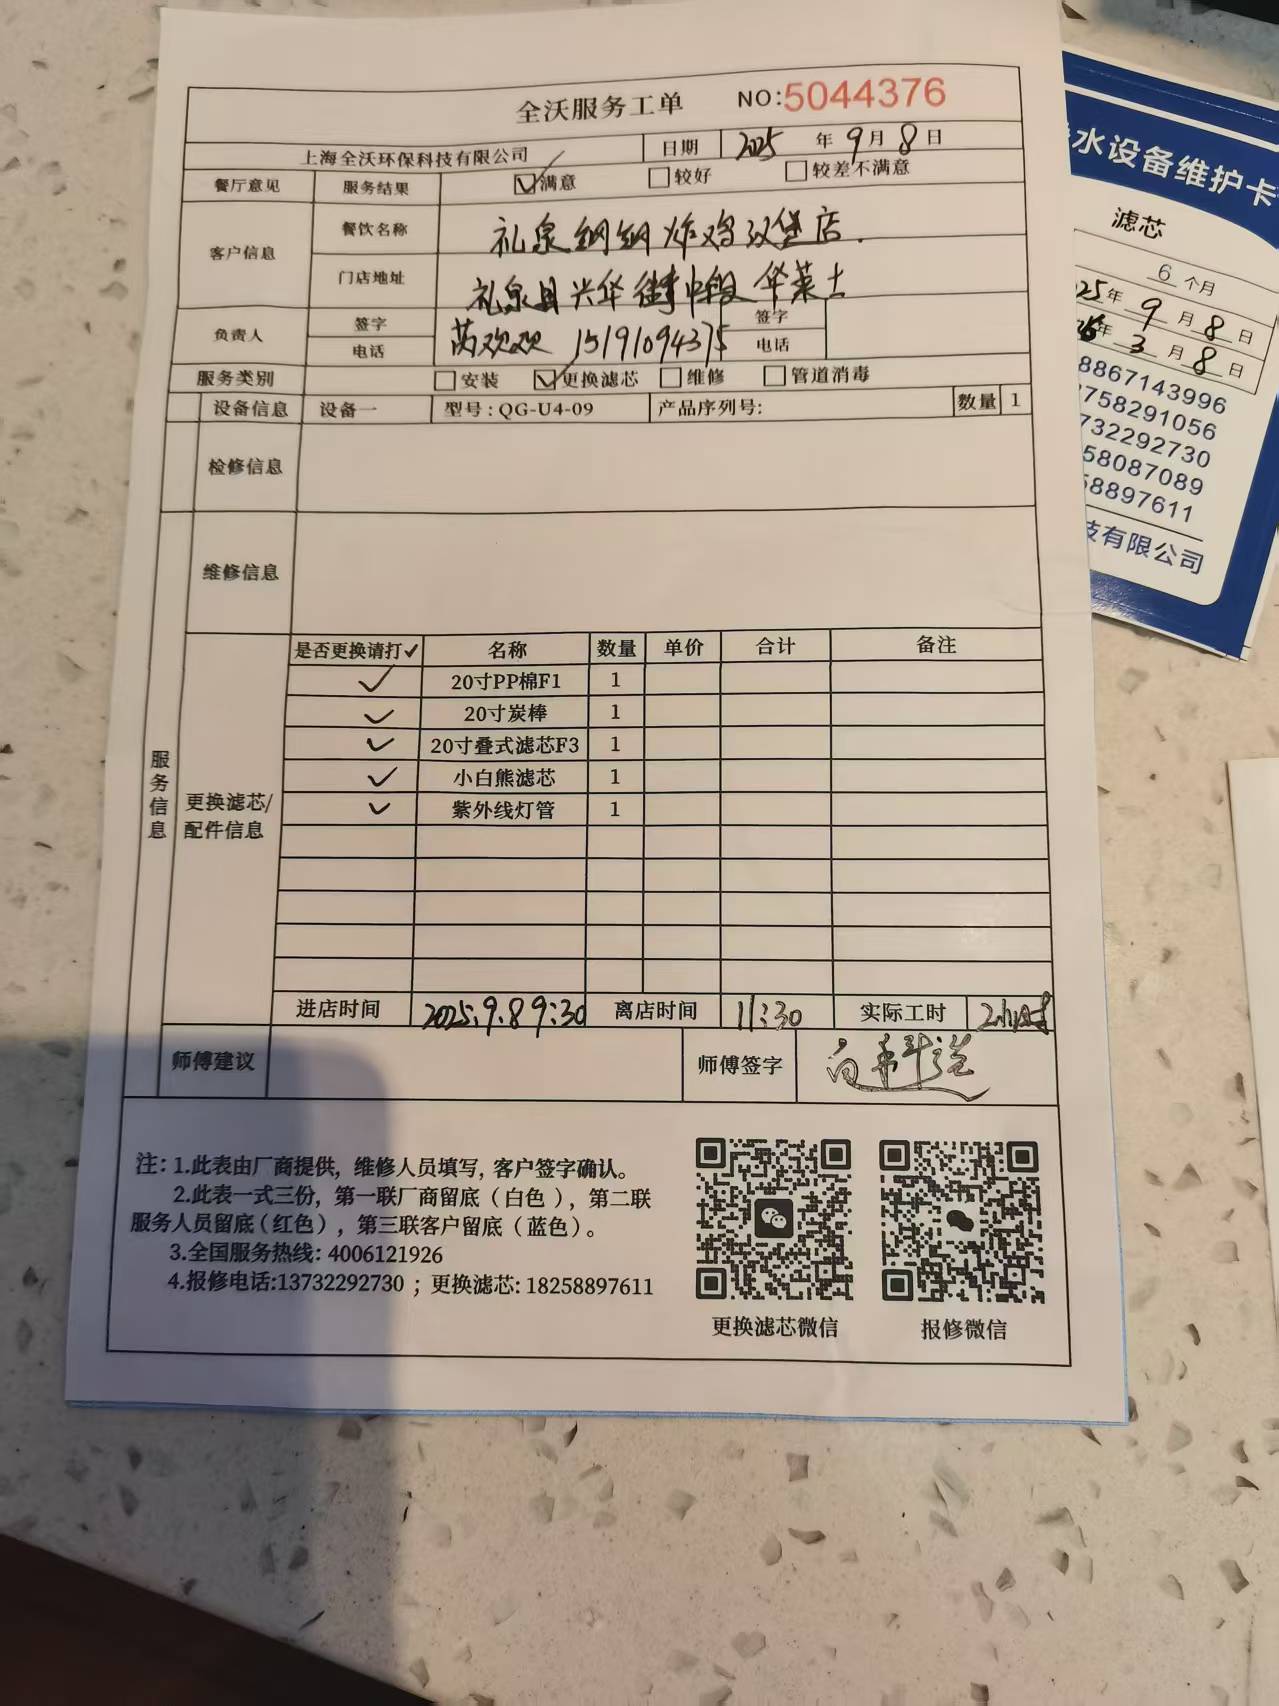 全沃服务工单 NO:5044376
上海全沃环保科技有限公司 日期 2025 年 9 月 8 日
餐厅意见 服务结果 ☑满意 □较好 □较差不满意
客户信息 餐饮名称 礼泉钢钢炸鸡汉堡店.
门店地址 礼泉县兴华街中段华莱士
负责人 签字 欢欢 签字
电话 15191094375 电话
服务类别 □安装 ☑更换滤芯 □维修 □管道消毒
设备信息 设备一 型号：QG-U4-09 产品序列号: 数量 1
检修信息
维修信息
服务信息
更换滤芯/
配件信息
是否更换请打✓ 名称 数量 单价 合计 备注
✓ 20寸PP棉F1 1
✓ 20寸炭棒 1
✓ 20寸叠式滤芯F3 1
✓ 小白熊滤芯 1
✓ 紫外线灯管 1
进店时间 2025.9.8 9:30 离店时间 11:30 实际工时 2小时
师傅建议 师傅签字
注：1.此表由厂商提供，维修人员填写，客户签字确认。
2.此表一式三份，第一联厂商留底（白色），第二联
服务人员留底（红色），第三联客户留底（蓝色）。
3.全国服务热线：4006121926
4.报修电话:13732292730 ；更换滤芯: 18258897611
更换滤芯微信 报修微信
水设备维护卡
滤芯
6 个月
25 年 9 月 8 日
26 年 3 月 8 日
8867143996
758291056
732292730
58087089
58897611
技有限公司